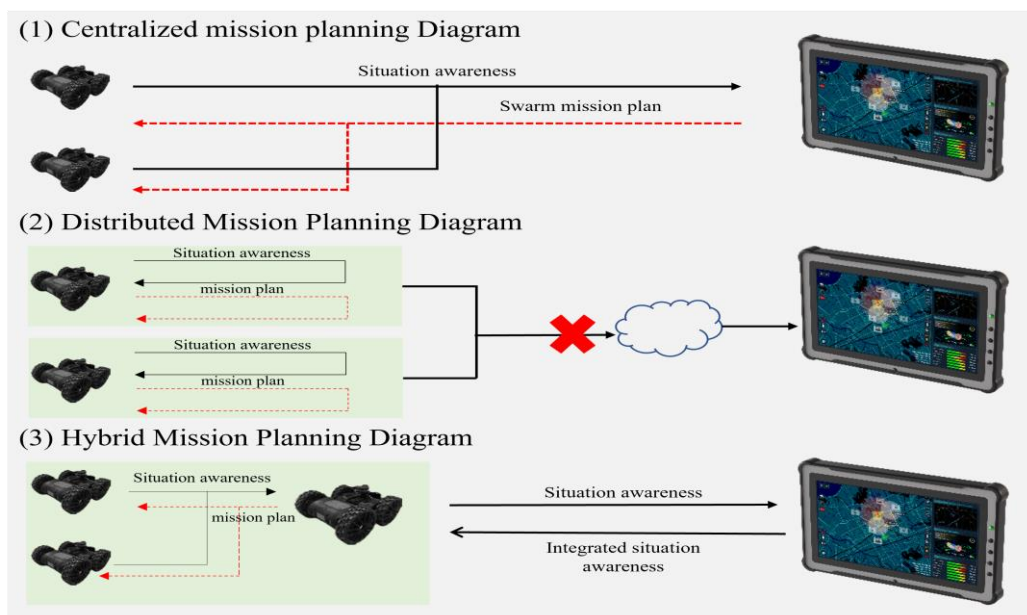 (1) Centralized mission planning Diagram
Situation awareness
Swarm mission plan
(2) Distributed Mission Planning Diagram
Situation awareness
mission plan
Situation awareness
mission plan
(3) Hybrid Mission Planning Diagram
Situation awareness
mission plan
Situation awareness
Integrated situation
awareness